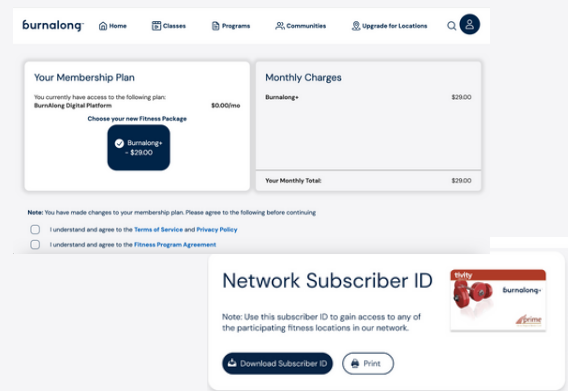 burnalong
Home
Classes
Programs
Communities
Upgrade for Locations
Your Membership Plan
You currently have access to the following plan:
BurnAlong Digital Platform $0.00/mo
Choose your new Fitness Package
Burnalong+
- $29.00
Monthly Charges
Burnalong+ $29.00
Your Monthly Total: $29.00
Note: You have made changes to your membership plan. Please agree to the following before continuing
I understand and agree to the Terms of Service and Privacy Policy
I understand and agree to the Fitness Program Agreement
Network Subscriber ID
Note: Use this subscriber ID to gain access to any of
the participating fitness locations in our network.
Download Subscriber ID
Print
tivity
burnalong
prime